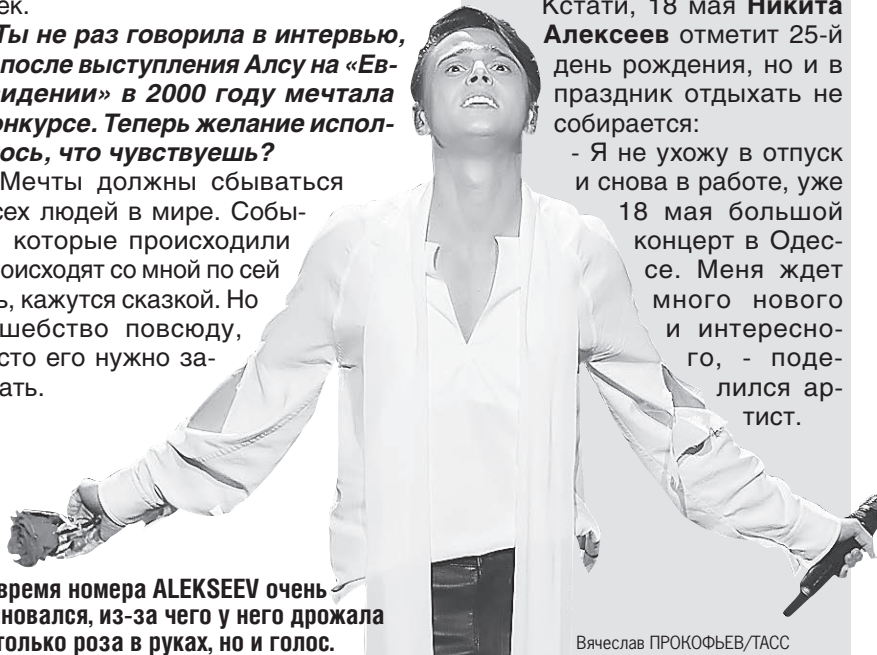 ек.
Ты не раз говорила в интервью,
после выступления Алсу на «Ев-
видении» в 2000 году мечтала
онкурсе. Теперь желание испол-
ось, что чувствуешь?
Мечты должны сбываться
сех людей в мире. Собы-
которые происходили
оисходят со мной по сей
ь, кажутся сказкой. Но
шебство повсюду,
сто его нужно за-
ать.
время номера ALEKSEEV очень
новался, из-за чего у него дрожала
только роза в руках, но и голос.
Кстати, 18 мая Никита
Алексеев отметит 25-й
день рождения, но и в
праздник отдыхать не
собирается:
- Я не ухожу в отпуск
и снова в работе, уже
18 мая большой
концерт в Одес-
се. Меня ждет
много нового
и интересно-
го, - поде-
лился ар-
тист.
Вячеслав ПРОКОФЬЕВ/ТАСС